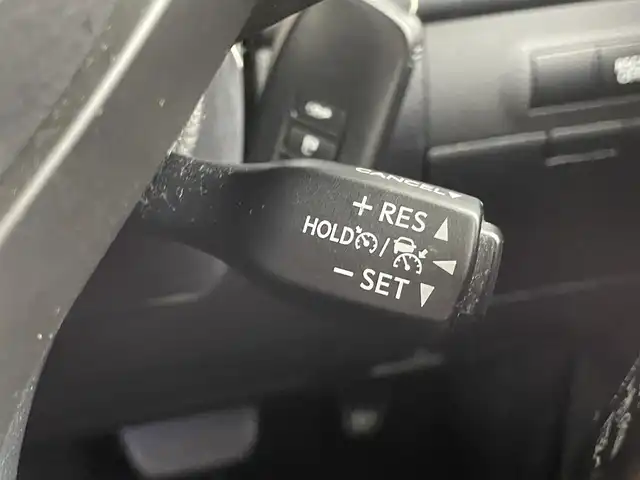 CANCEL
+ RES
HOLD /
− SET